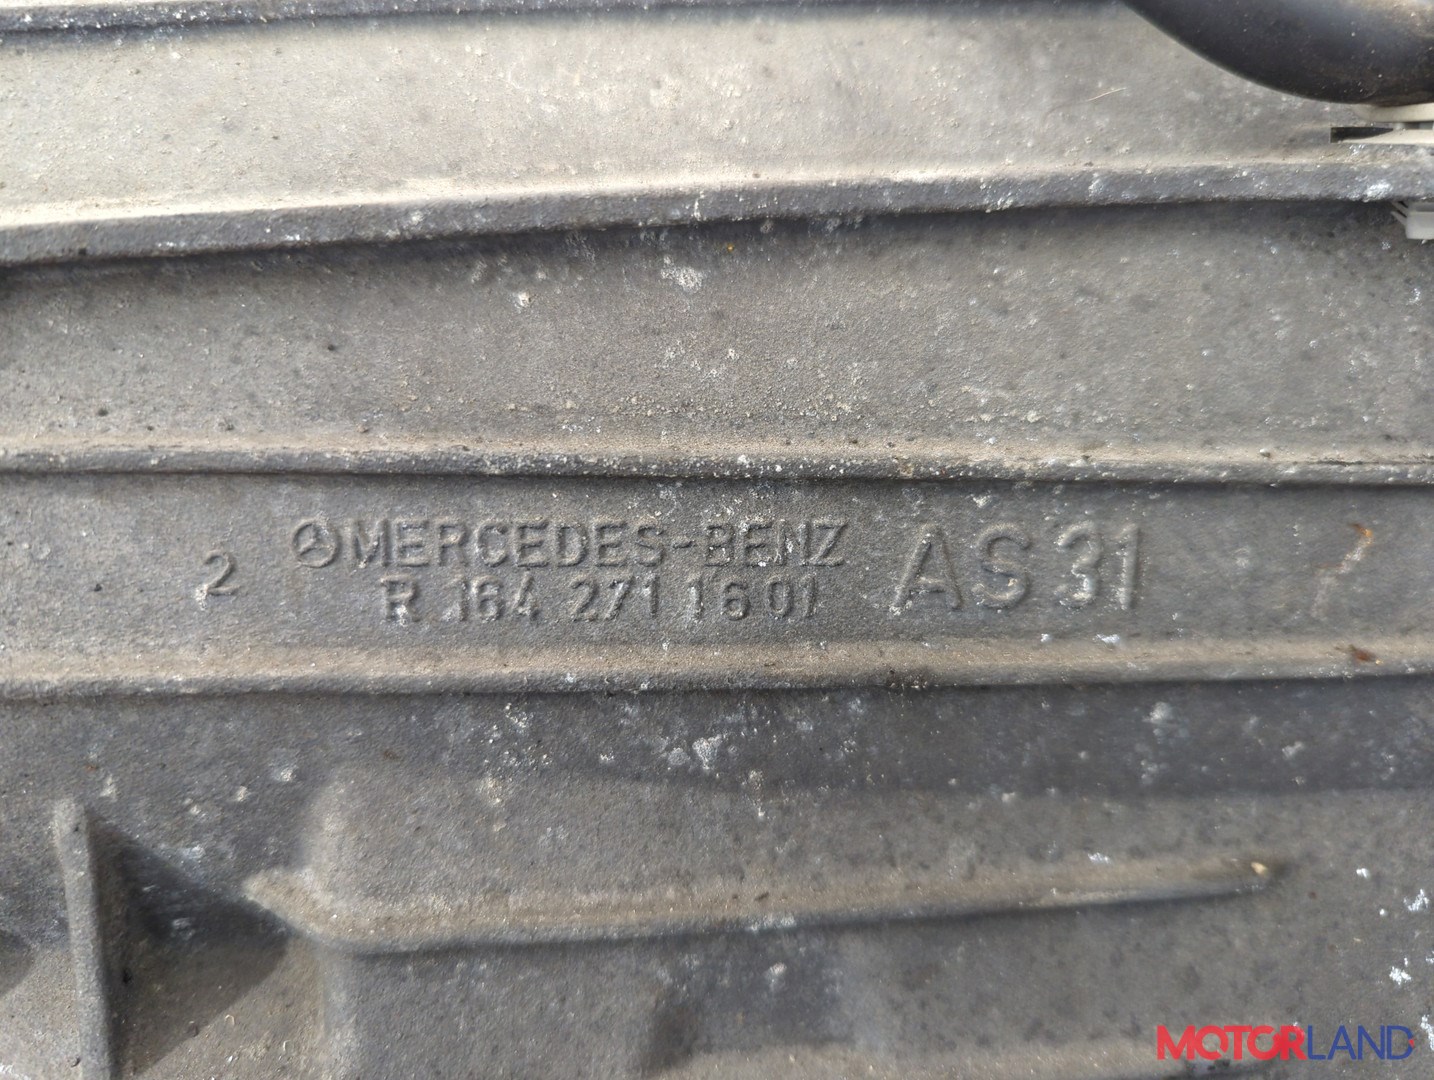 2 MERCEDES-BENZ AS 31
R 164 271 16 01
MOTORLAND